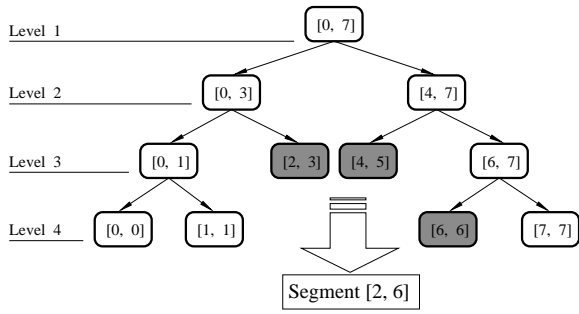 Level 1
[0, 7]
Level 2
[0, 3]
[4, 7]
Level 3
[0, 1]
[2, 3]
[4, 5]
[6, 7]
Level 4
[0, 0]
[1, 1]
[6, 6]
[7, 7]
Segment [2, 6]